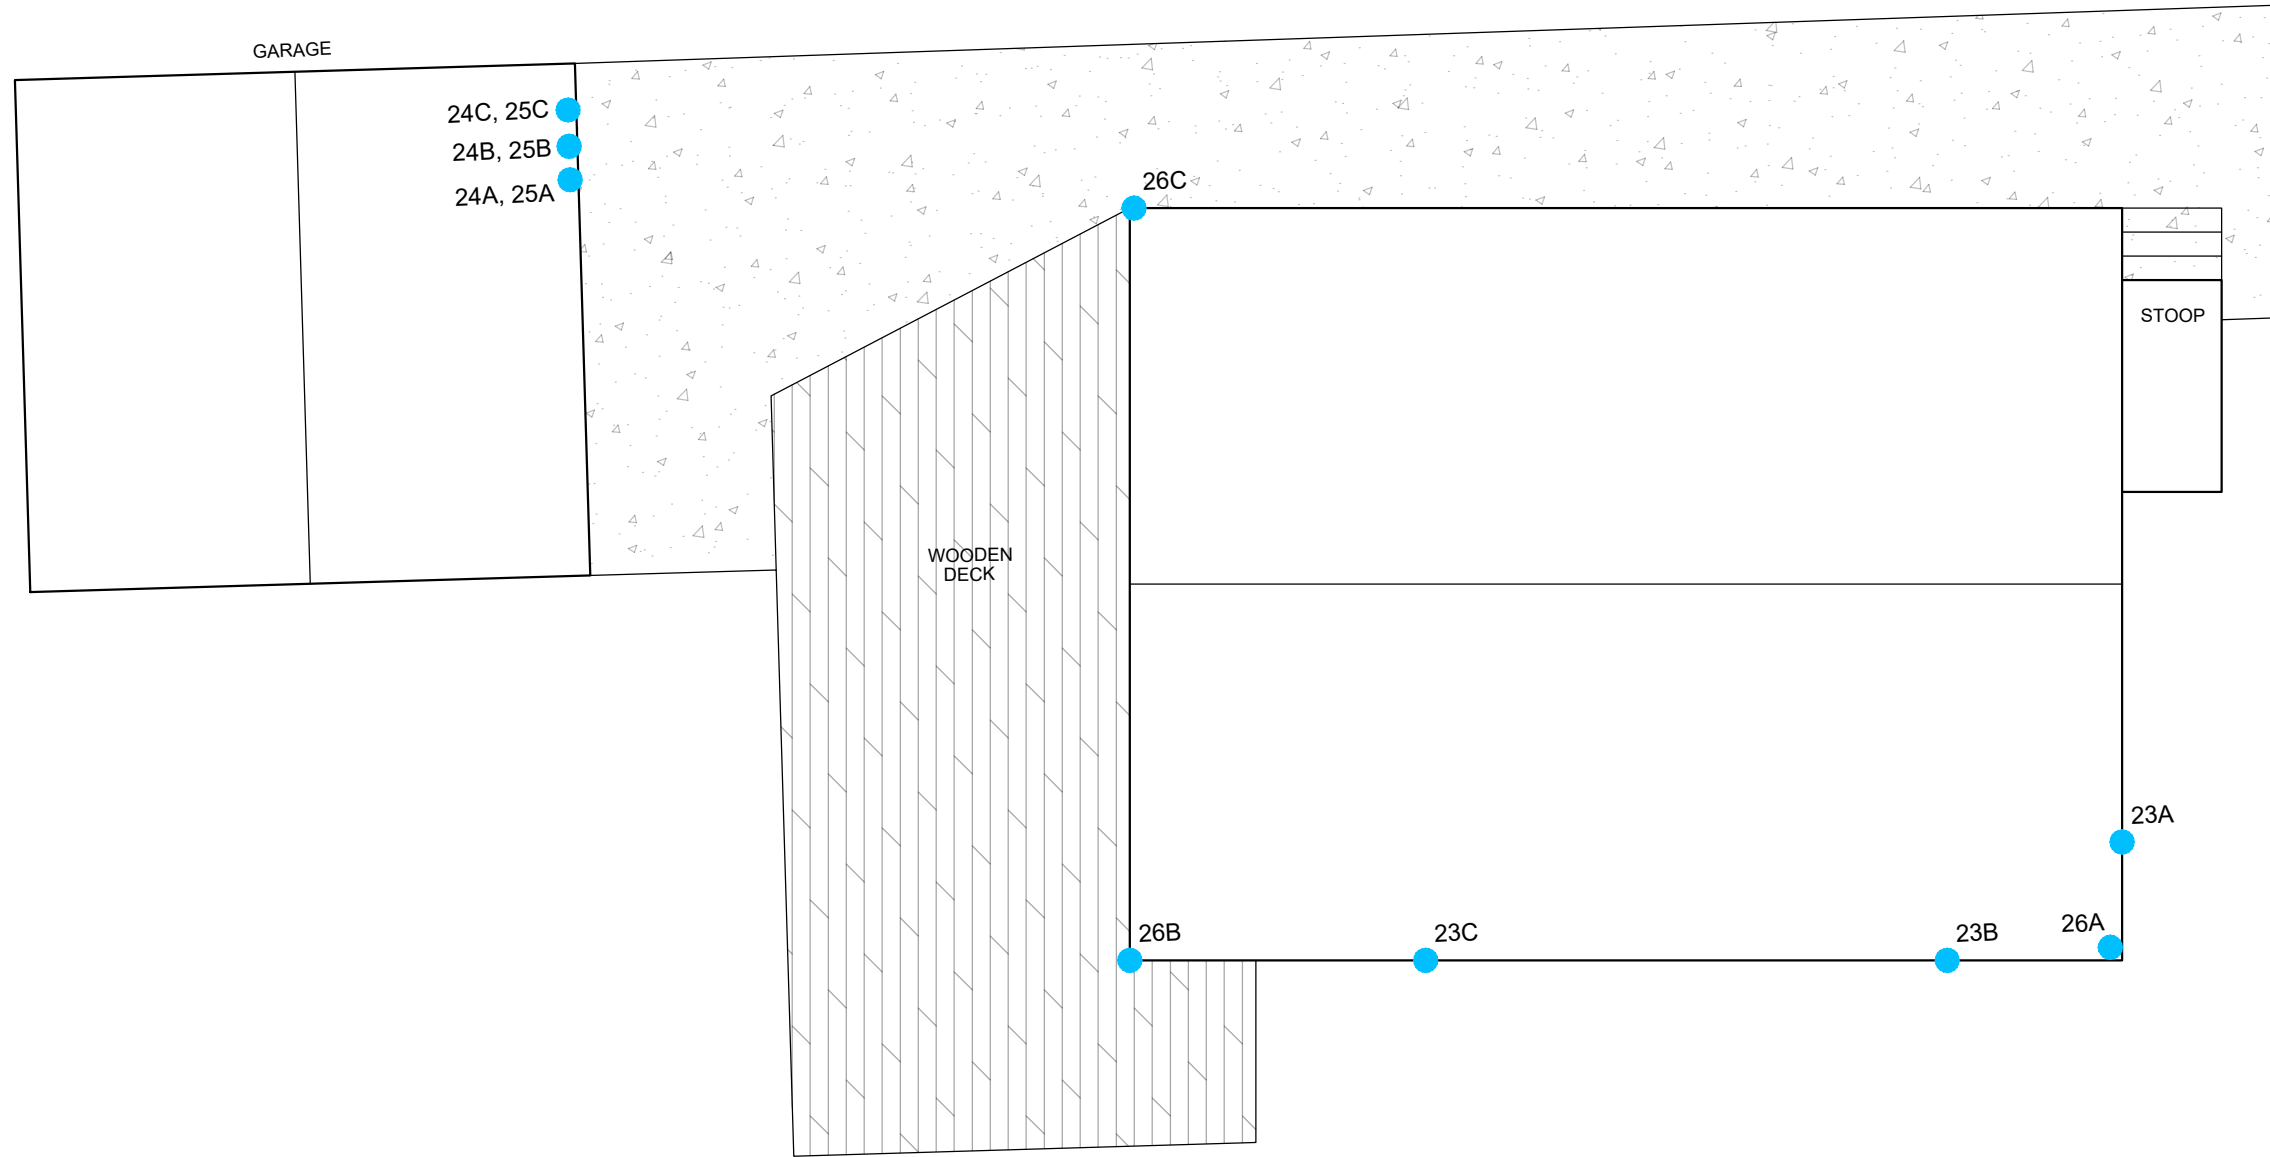 GARAGE
24C, 25C
24B, 25B
24A, 25A
26C
STOOP
WOODEN
DECK
23A
26A
26B
23C
23B